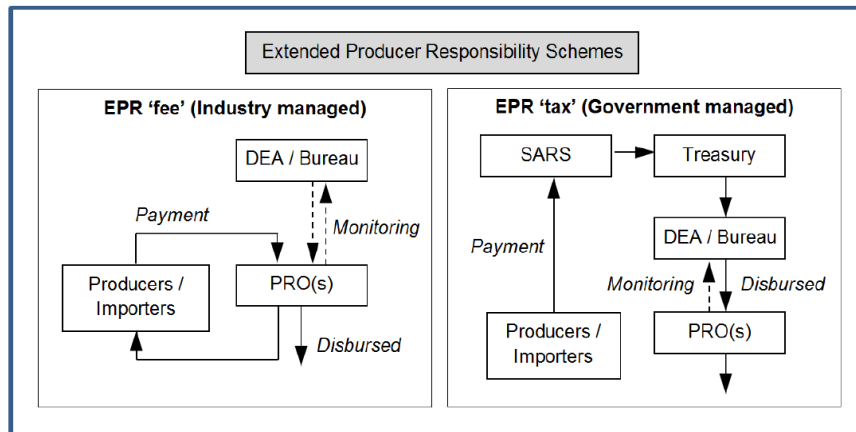 Extended Producer Responsibility Schemes
EPR ‘fee’ (Industry managed)
DEA / Bureau
Payment
Monitoring
Producers /
Importers
PRO(s)
Disbursed
EPR ‘tax’ (Government managed)
SARS
Treasury
Payment
DEA / Bureau
Monitoring
Disbursed
Producers /
Importers
PRO(s)